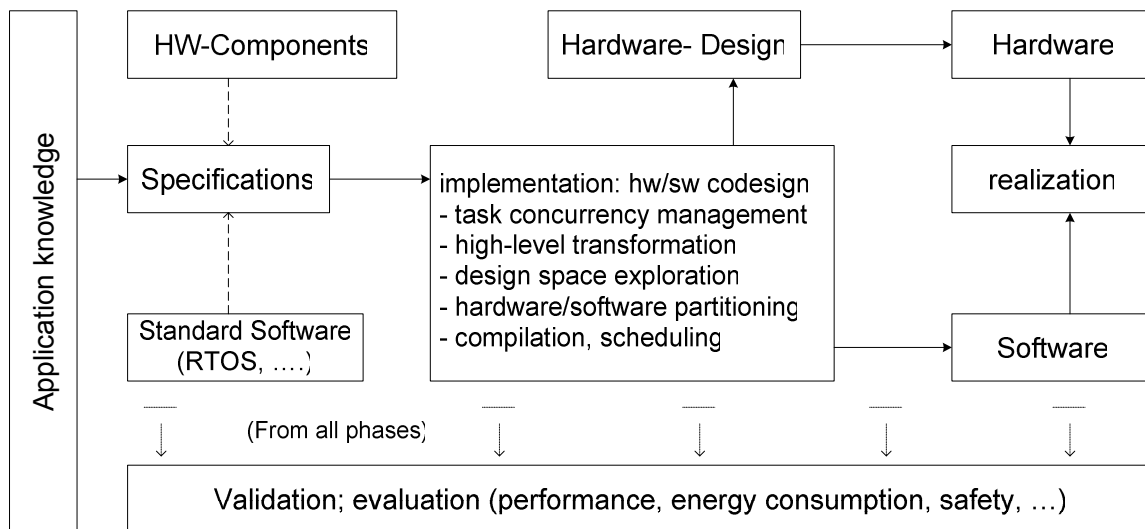 Application knowledge
HW-Components
Hardware- Design
Hardware
Specifications
implementation: hw/sw codesign
- task concurrency management
- high-level transformation
- design space exploration
- hardware/software partitioning
- compilation, scheduling
realization
Standard Software
(RTOS, ….)
Software
(From all phases)
Validation; evaluation (performance, energy consumption, safety, …)